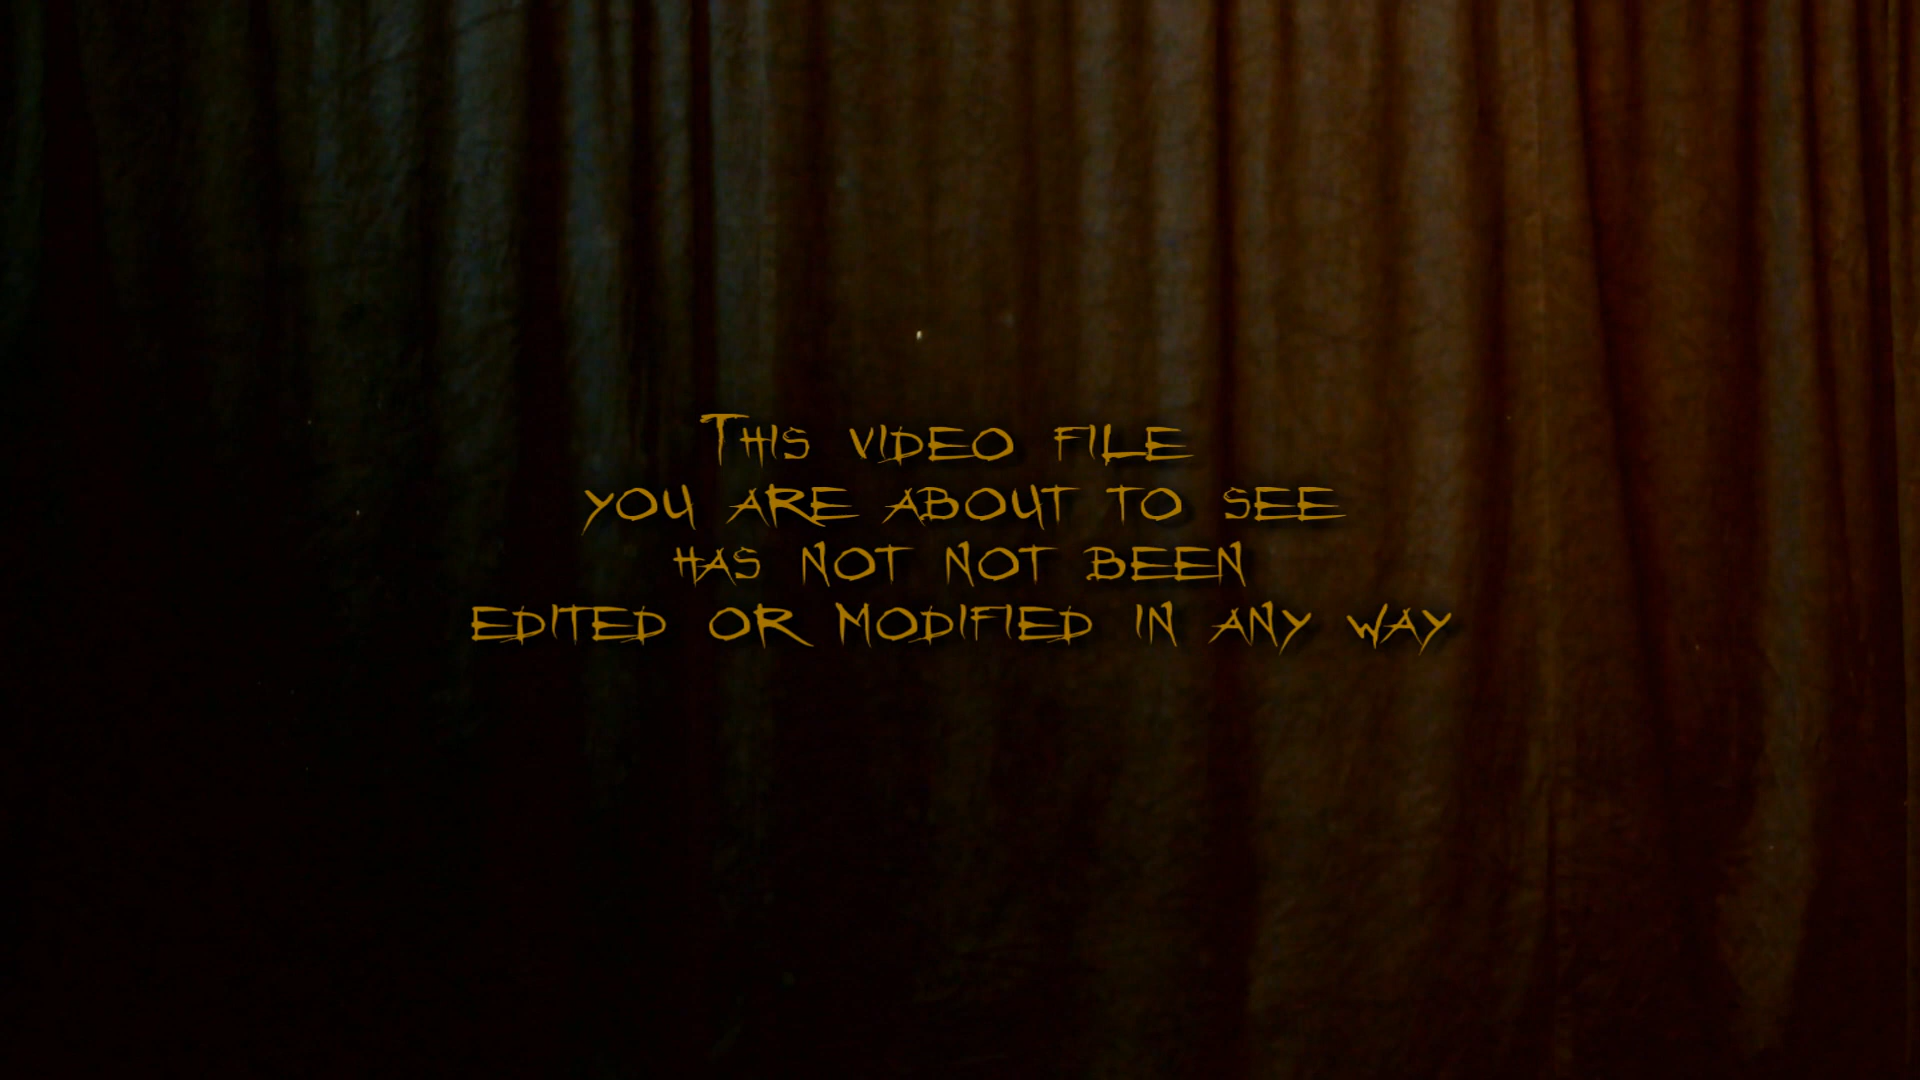 This video file
you are about to see
has not not been
edited or modified in any way